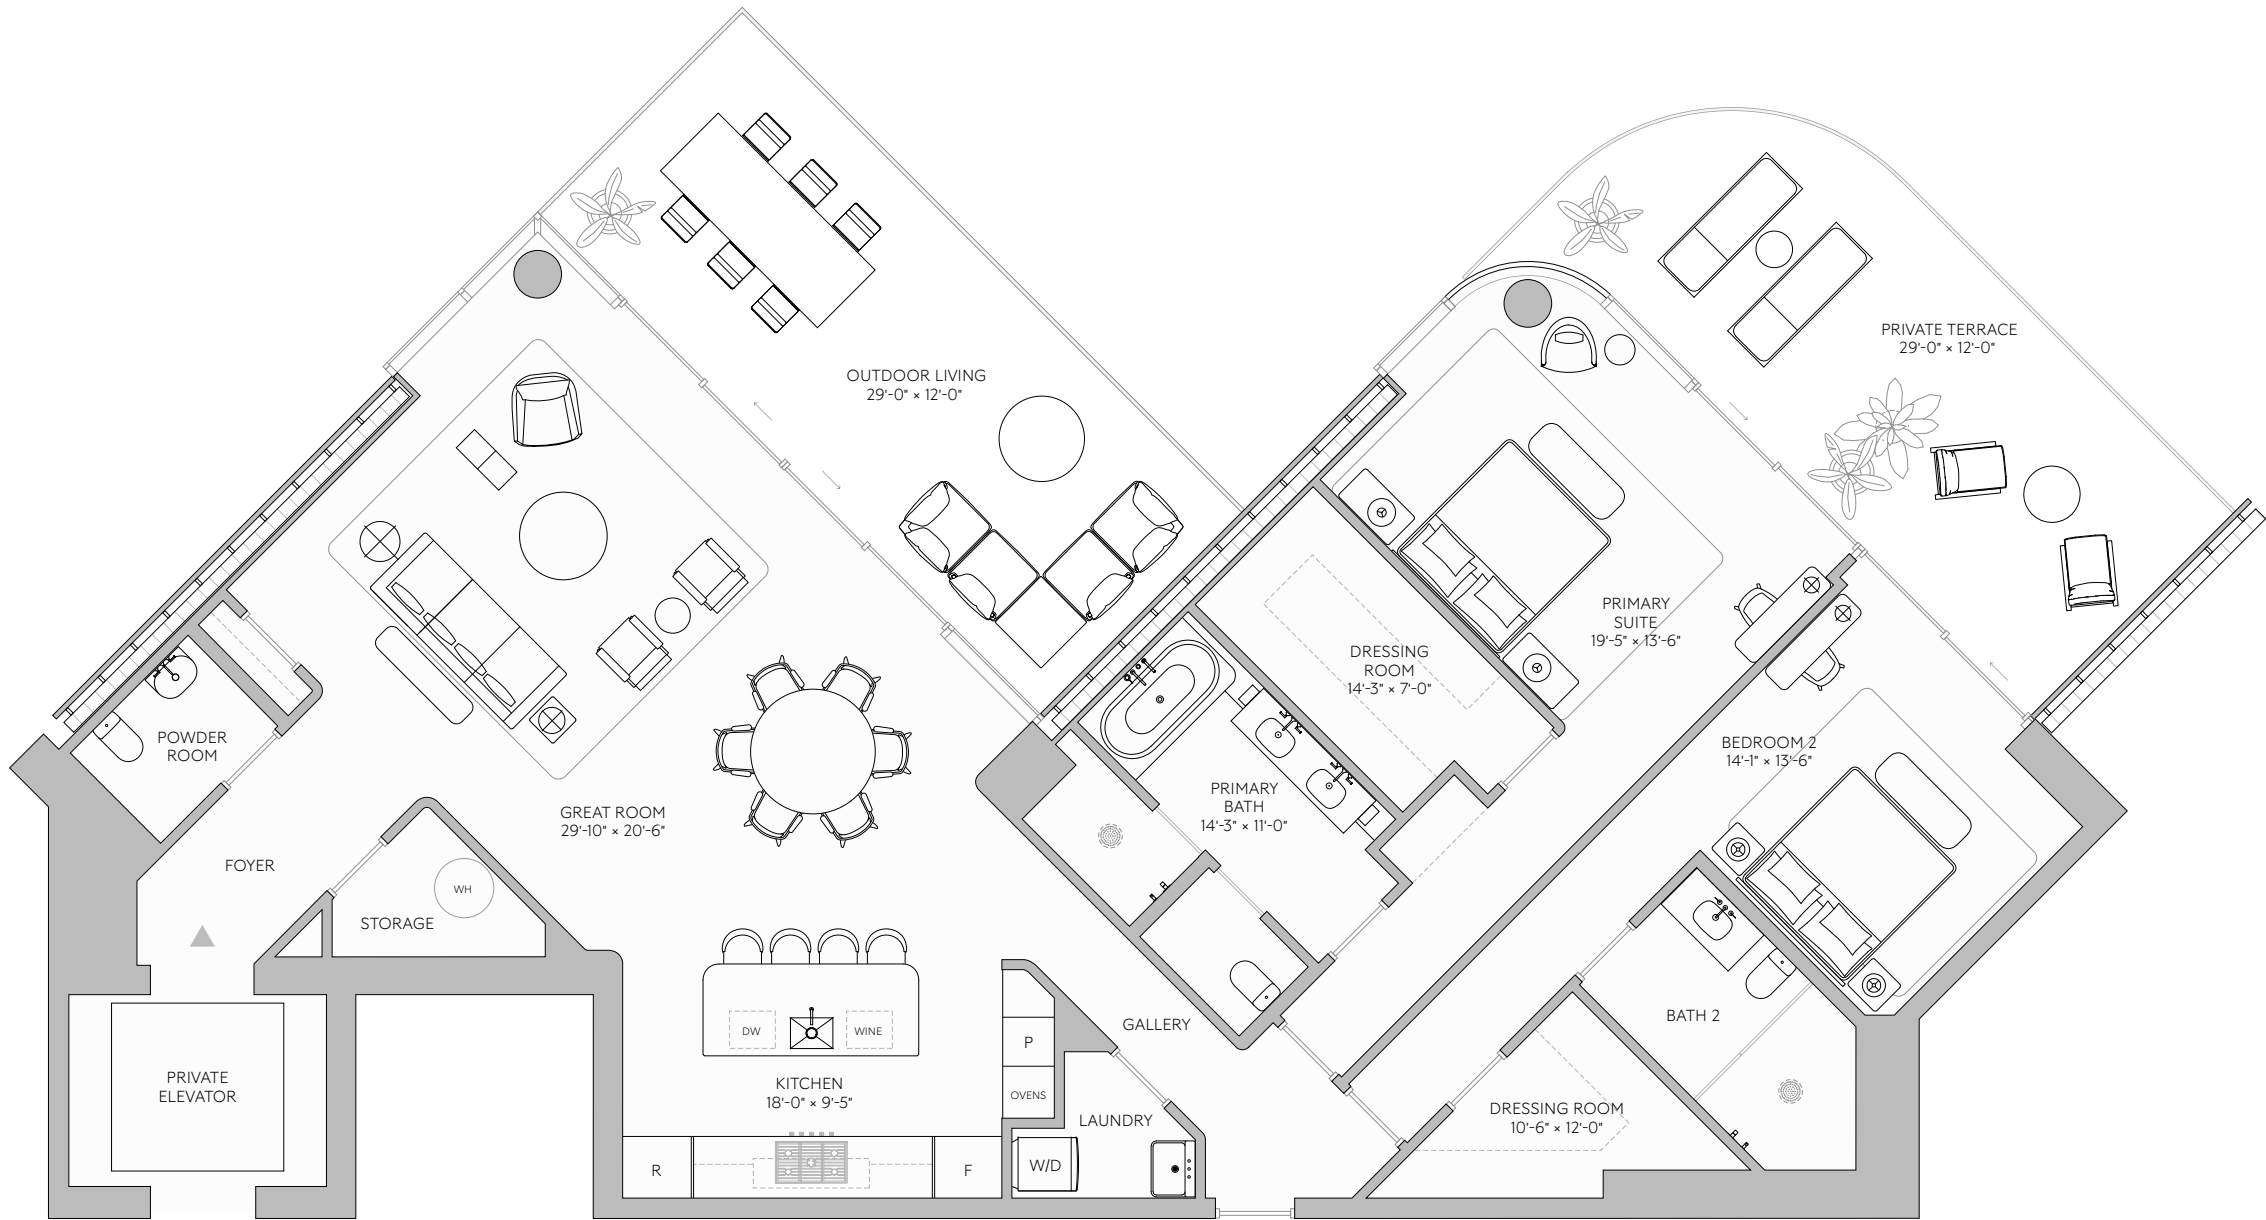 OUTDOOR LIVING
29'-0" × 12'-0"
PRIVATE TERRACE
29'-0" × 12'-0"
PRIMARY
SUITE
19'-5" × 13'-6"
DRESSING
ROOM
14'-3" × 7'-0"
POWDER
ROOM
BEDROOM 2
14'-1" × 13'-6"
PRIMARY
BATH
14'-3" × 11'-0"
GREAT ROOM
29'-10" × 20'-6"
FOYER
WH
STORAGE
BATH 2
GALLERY
DW
WINE
P
PRIVATE
ELEVATOR
KITCHEN
18'-0" × 9'-5"
OVENS
LAUNDRY
DRESSING ROOM
10'-6" × 12'-0"
R
F
W/D